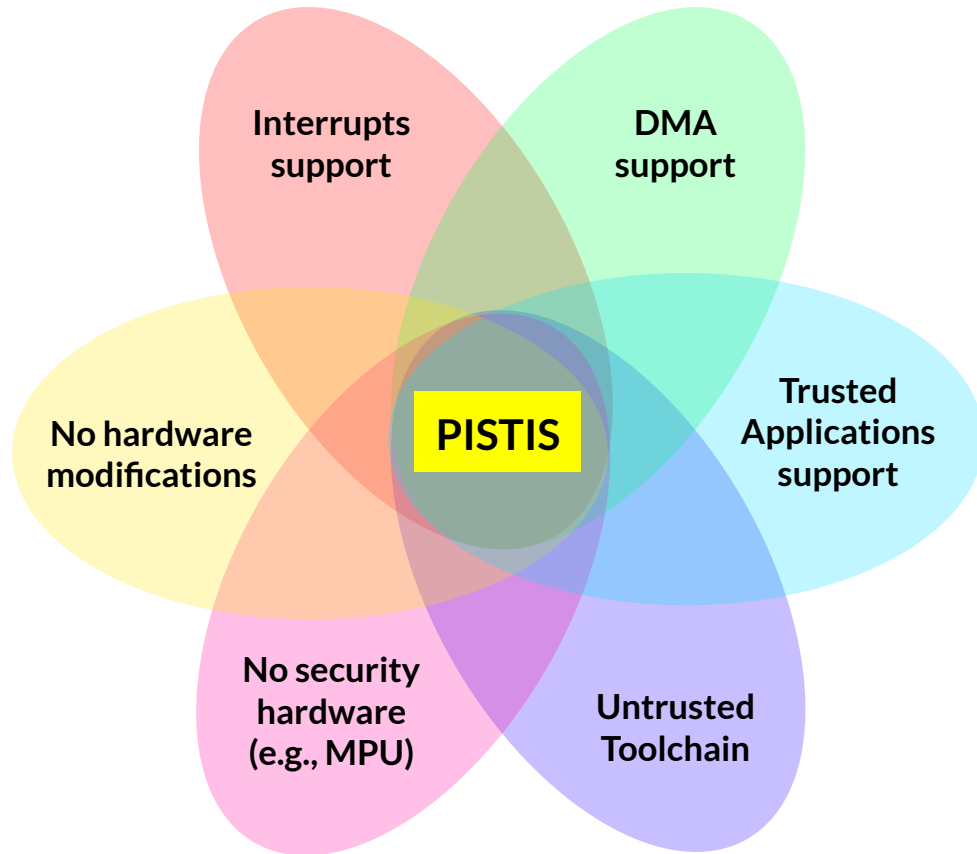 Interrupts
support
DMA
support
No hardware
modifications
PISTIS
Trusted
Applications
support
No security
hardware
(e.g., MPU)
Untrusted
Toolchain